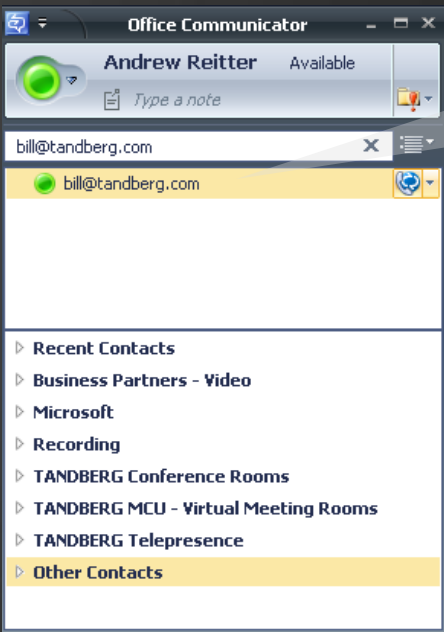 Office Communicator
Andrew Reitter Available
Type a note
bill@tandberg.com
bill@tandberg.com
Recent Contacts
Business Partners - Video
Microsoft
Recording
TANDBERG Conference Rooms
TANDBERG MCU - Virtual Meeting Rooms
TANDBERG Telepresence
Other Contacts